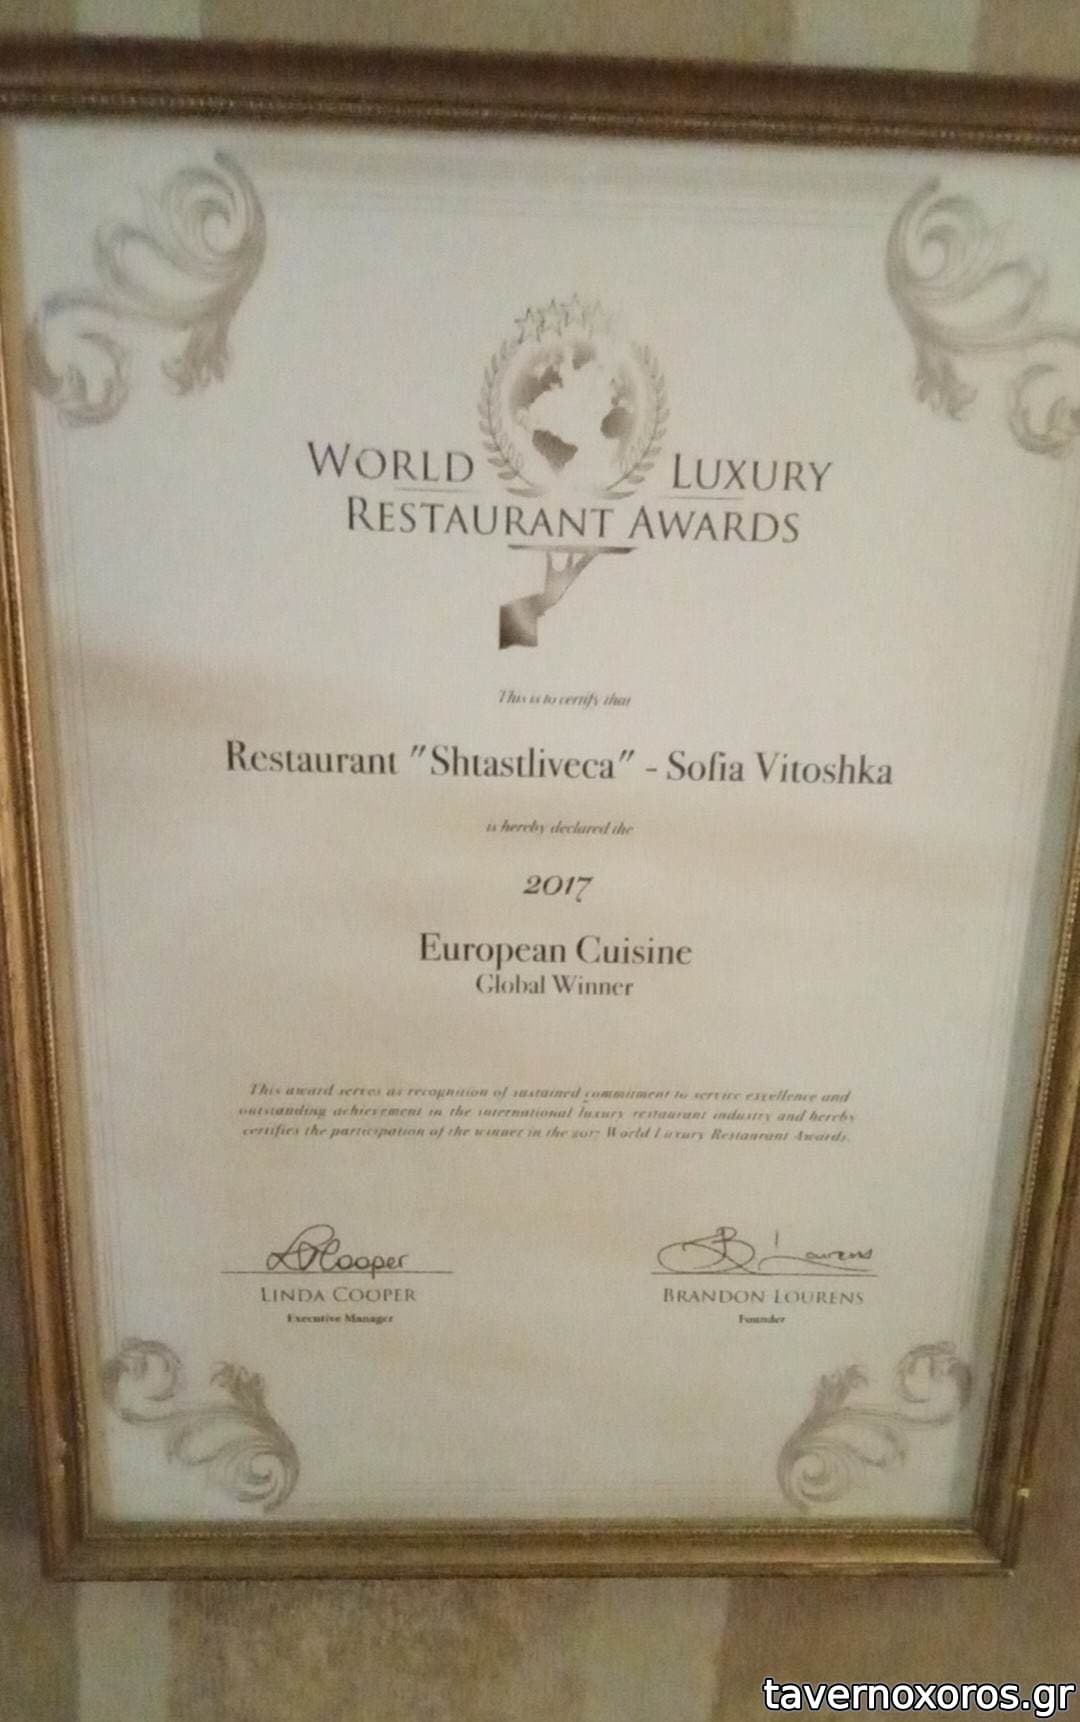 WORLD LUXURY
RESTAURANT AWARDS
This is to certify that
Restaurant "Shtastliveca" - Sofia Vitoshka
is hereby declared the
2017
European Cuisine
Global Winner
This award serves as recognition of sustained commitment to service excellence and
outstanding achievement in the international luxury restaurant industry and hereby
certifies the participation of the winner in the 2017 World Luxury Restaurant Awards.
LINDA COOPER
Executive Manager
BRANDON LOURENS
Founder
tavernoxoros.gr